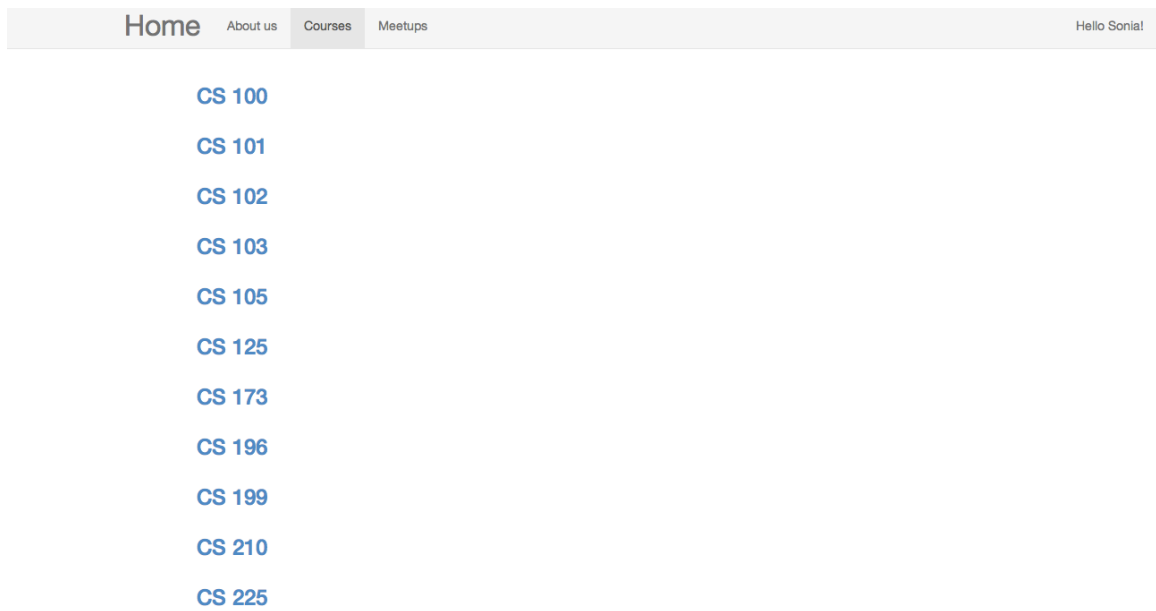 Home About us Courses Meetups Hello Sonia!
CS 100
CS 101
CS 102
CS 103
CS 105
CS 125
CS 173
CS 196
CS 199
CS 210
CS 225